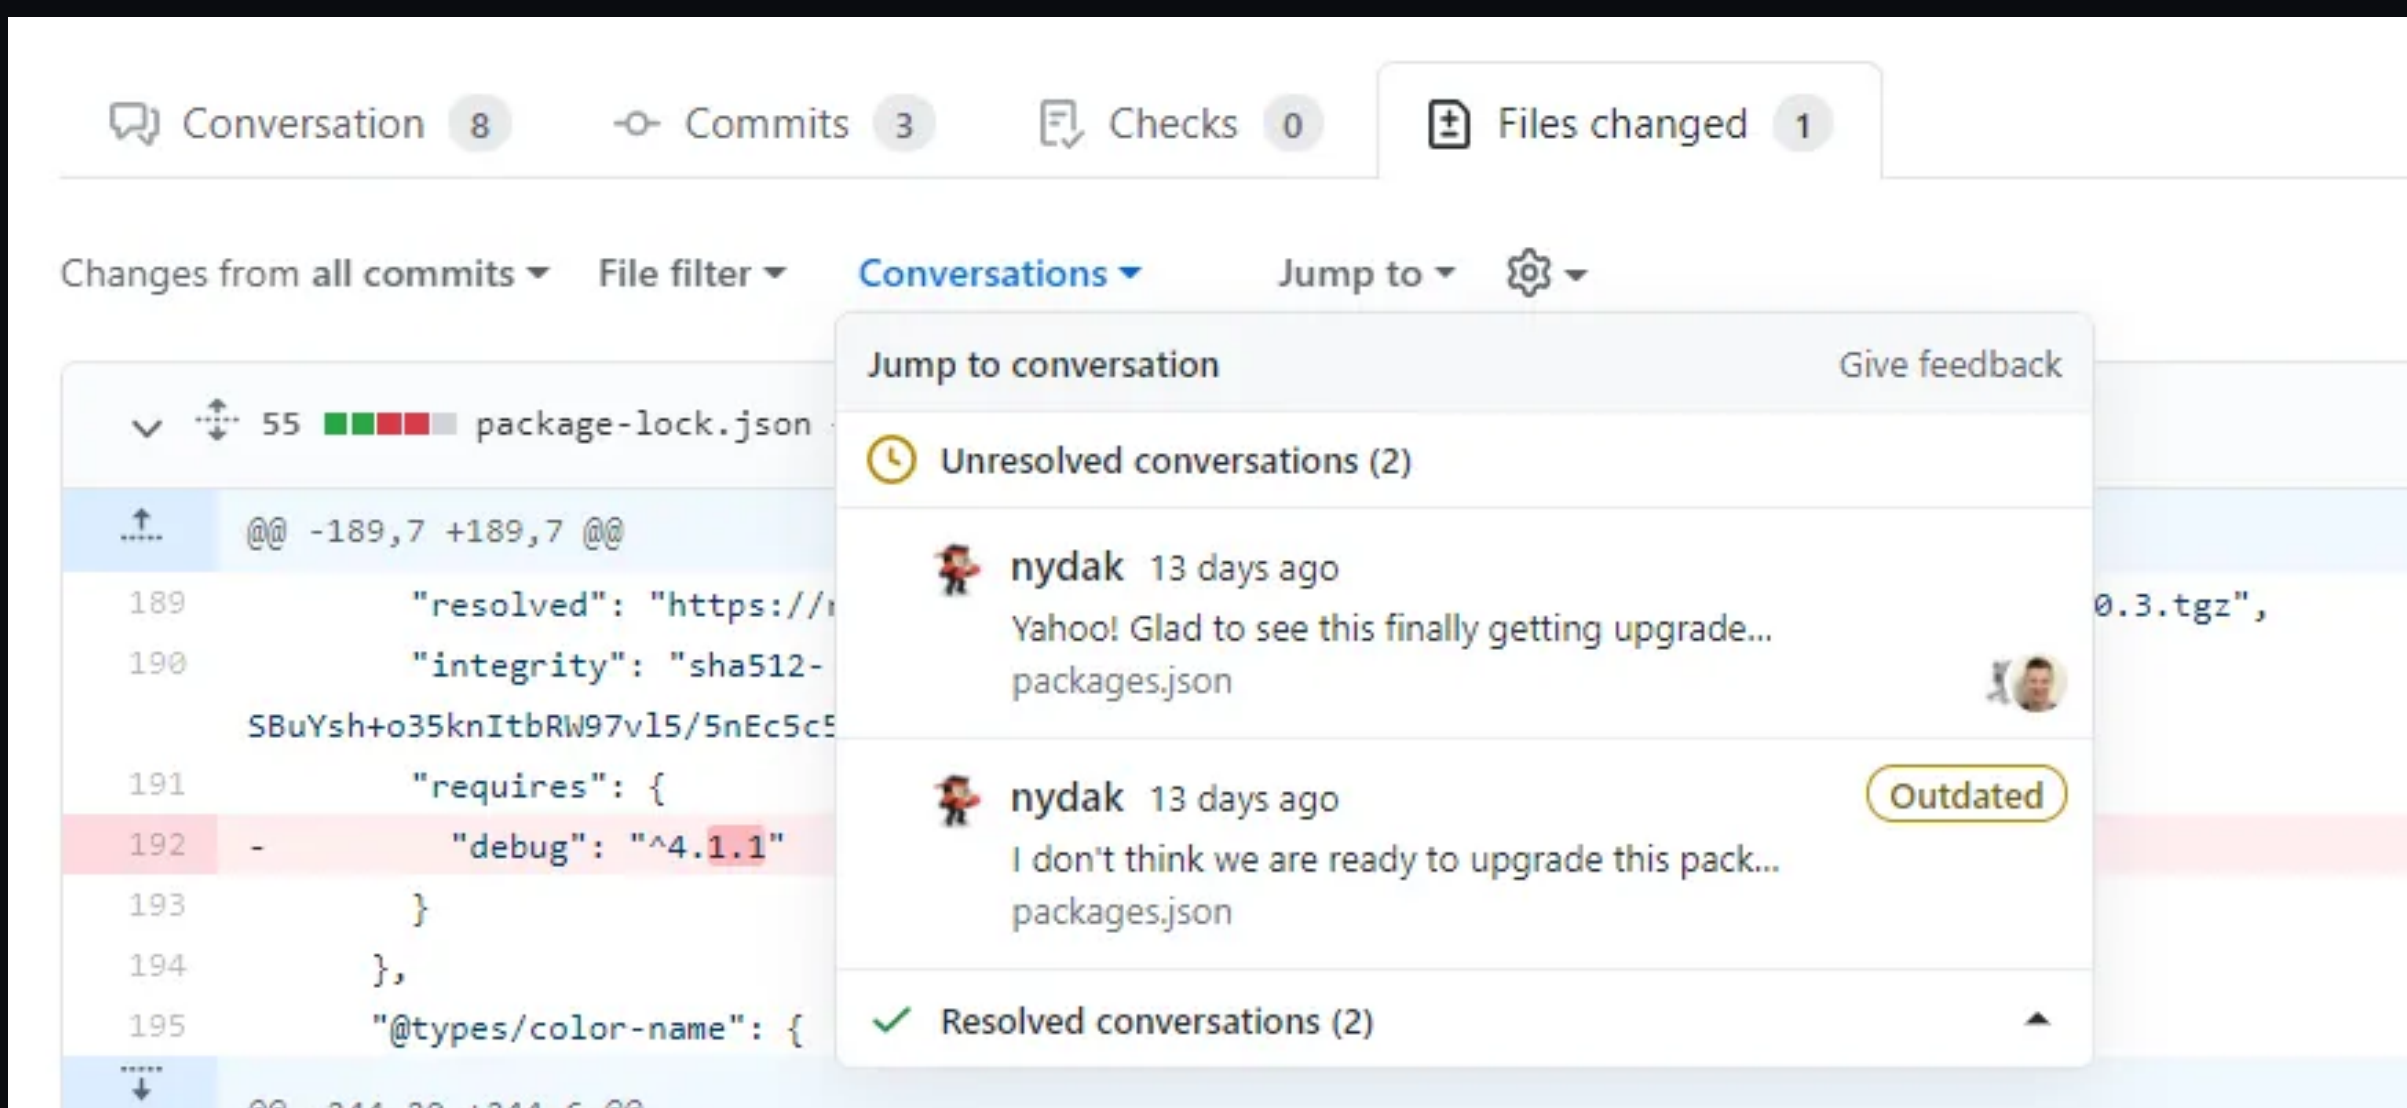 Conversation 8 Commits 3 Checks 0 Files changed 1
Changes from all commits File filter Conversations Jump to
Jump to conversation Give feedback
55 package-lock.json
Unresolved conversations (2)
@@ -189,7 +189,7 @@
nydak 13 days ago
189 "resolved": "https:// 0.3.tgz",
Yahoo! Glad to see this finally getting upgrade...
190 "integrity": "sha512-
packages.json
SBuYsh+o35knItbRW97vl5/5nEc5c5
191 "requires": {
nydak 13 days ago Outdated
192 - "debug": "^4.1.1"
I don't think we are ready to upgrade this pack...
193 }
packages.json
194 },
195 "@types/color-name": {
Resolved conversations (2)